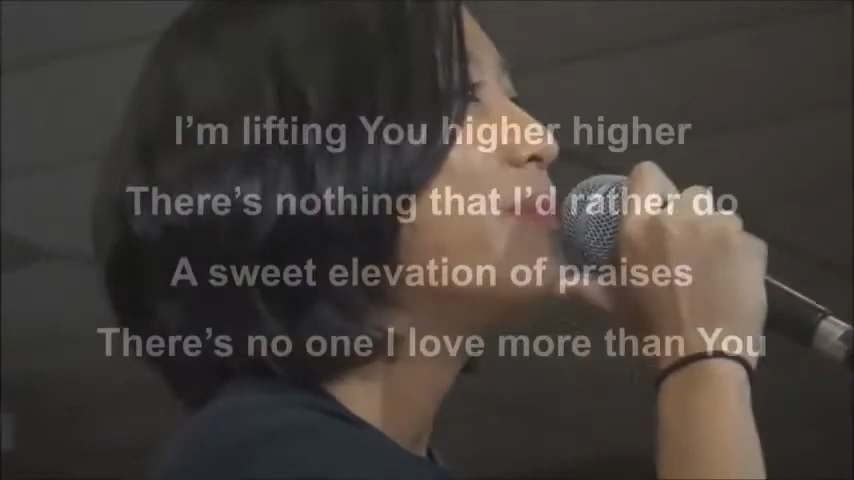 I’m lifting You higher higher
There’s nothing that I’d rather do
A sweet elevation of praises
There’s no one I love more than You